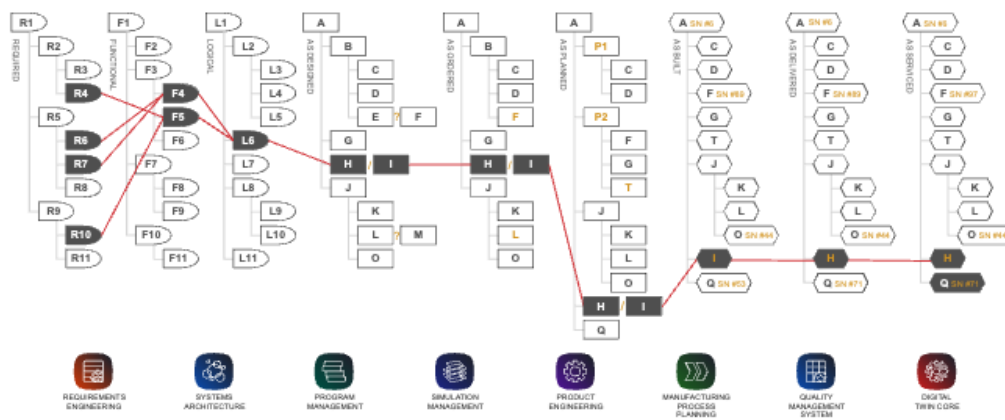 R1
REQUIRED
R2
R3
R4
R5
R6
R7
R8
R9
R10
R11
F1
FUNCTIONAL
F2
F3
F4
F5
F6
F7
F8
F9
F10
F11
L1
LOGICAL
L2
L3
L4
L5
L6
L7
L8
L9
L10
L11
A
AS DESIGNED
B
C
D
E ? F
G
H / I
J
K
L ? M
O
A
AS ORDERED
B
C
D
F
G
H / I
J
K
L
O
A
AS PLANNED
P1
C
D
P2
F
G
T
J
K
L
O
H / I
Q
A SN #6
AS BUILT
C
D
F SN #89
G
T
J
K
L
O SN #44
I
Q SN #53
A SN #6
AS DELIVERED
C
D
F SN #89
G
T
J
K
L
O SN #44
H
Q SN #71
A SN #6
AS SERVICED
C
D
F SN #97
G
T
J
K
L
O SN #44
H
Q SN #71
REQUIREMENTS
ENGINEERING
SYSTEMS
ARCHITECTURE
PROGRAM
MANAGEMENT
SIMULATION
MANAGEMENT
PRODUCT
ENGINEERING
MANUFACTURING
PROCESS
PLANNING
QUALITY
MANAGEMENT
SYSTEM
DIGITAL
TWIN CORE